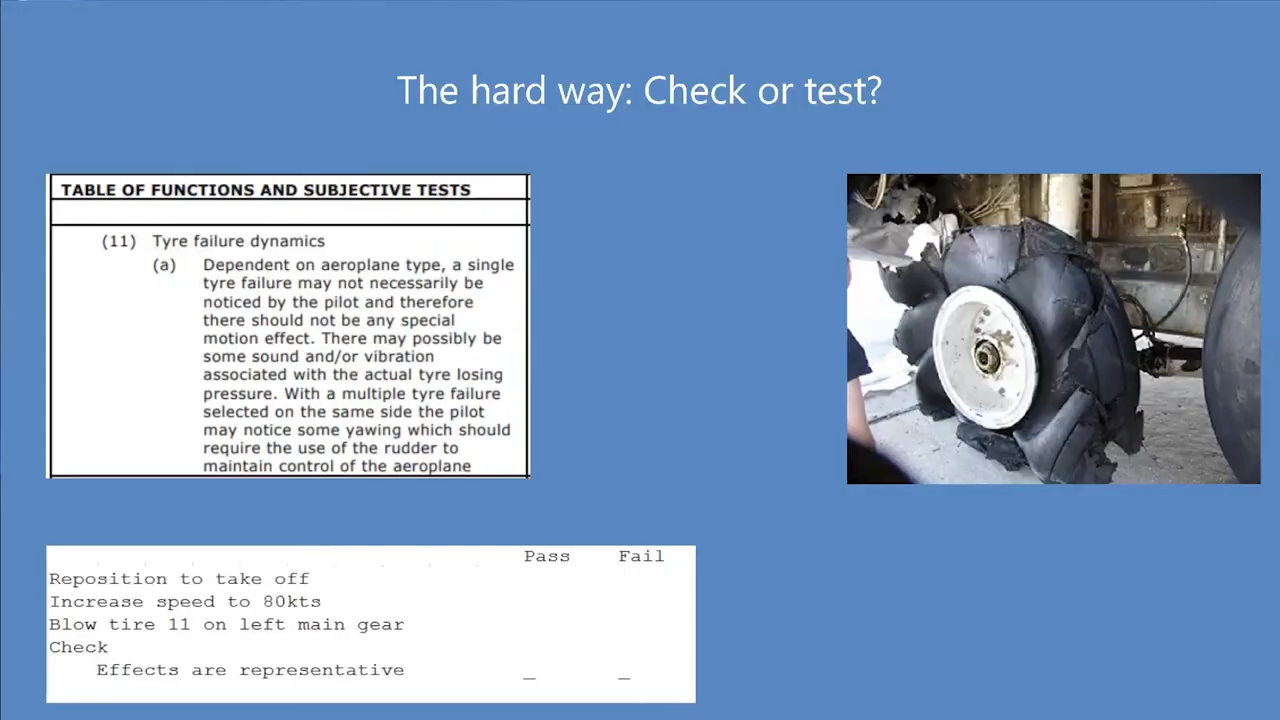 The hard way: Check or test?
TABLE OF FUNCTIONS AND SUBJECTIVE TESTS
(11) Tyre failure dynamics
(a) Dependent on aeroplane type, a single
tyre failure may not necessarily be
noticed by the pilot and therefore
there should not be any special
motion effect. There may possibly be
some sound and/or vibration
associated with the actual tyre losing
pressure. With a multiple tyre failure
selected on the same side the pilot
may notice some yawing which should
require the use of the rudder to
maintain control of the aeroplane
Pass Fail
Reposition to take off
Increase speed to 80kts
Blow tire 11 on left main gear
Check
Effects are representative _ _